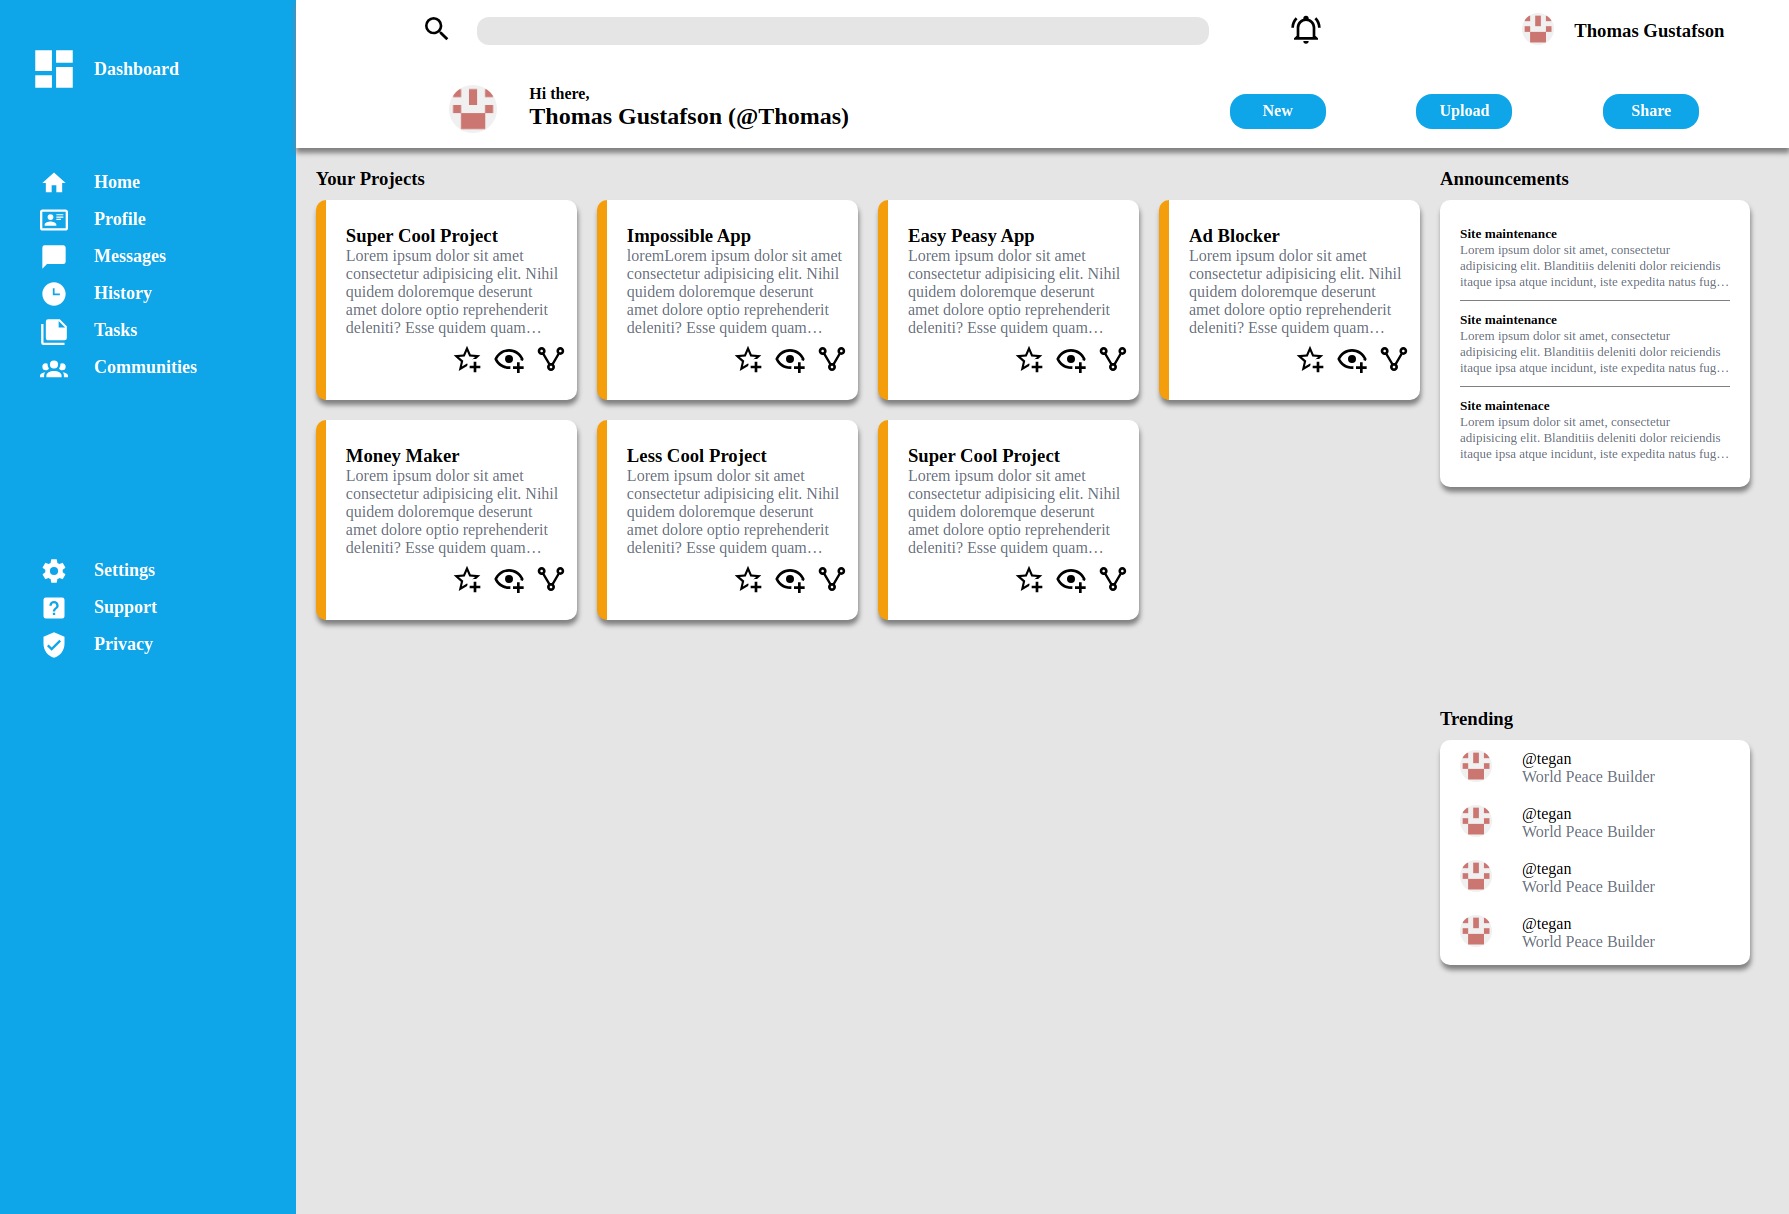 Dashboard
Home
Profile
Messages
History
Tasks
Communities
Settings
Support
Privacy
Thomas Gustafson
Hi there,
Thomas Gustafson (@Thomas)
New
Upload
Share
Your Projects
Super Cool Project
Lorem ipsum dolor sit amet
consectetur adipisicing elit. Nihil
quidem doloremque deserunt
amet dolore optio reprehenderit
deleniti? Esse quidem quam…
Impossible App
loremLorem ipsum dolor sit amet
consectetur adipisicing elit. Nihil
quidem doloremque deserunt
amet dolore optio reprehenderit
deleniti? Esse quidem quam…
Easy Peasy App
Lorem ipsum dolor sit amet
consectetur adipisicing elit. Nihil
quidem doloremque deserunt
amet dolore optio reprehenderit
deleniti? Esse quidem quam…
Ad Blocker
Lorem ipsum dolor sit amet
consectetur adipisicing elit. Nihil
quidem doloremque deserunt
amet dolore optio reprehenderit
deleniti? Esse quidem quam…
Money Maker
Lorem ipsum dolor sit amet
consectetur adipisicing elit. Nihil
quidem doloremque deserunt
amet dolore optio reprehenderit
deleniti? Esse quidem quam…
Less Cool Project
Lorem ipsum dolor sit amet
consectetur adipisicing elit. Nihil
quidem doloremque deserunt
amet dolore optio reprehenderit
deleniti? Esse quidem quam…
Super Cool Project
Lorem ipsum dolor sit amet
consectetur adipisicing elit. Nihil
quidem doloremque deserunt
amet dolore optio reprehenderit
deleniti? Esse quidem quam…
Announcements
Site maintenance
Lorem ipsum dolor sit amet, consectetur
adipisicing elit. Blanditiis deleniti dolor reiciendis
itaque ipsa atque incidunt, iste expedita natus fug…
Site maintenance
Lorem ipsum dolor sit amet, consectetur
adipisicing elit. Blanditiis deleniti dolor reiciendis
itaque ipsa atque incidunt, iste expedita natus fug…
Site maintenace
Lorem ipsum dolor sit amet, consectetur
adipisicing elit. Blanditiis deleniti dolor reiciendis
itaque ipsa atque incidunt, iste expedita natus fug…
Trending
@tegan
World Peace Builder
@tegan
World Peace Builder
@tegan
World Peace Builder
@tegan
World Peace Builder